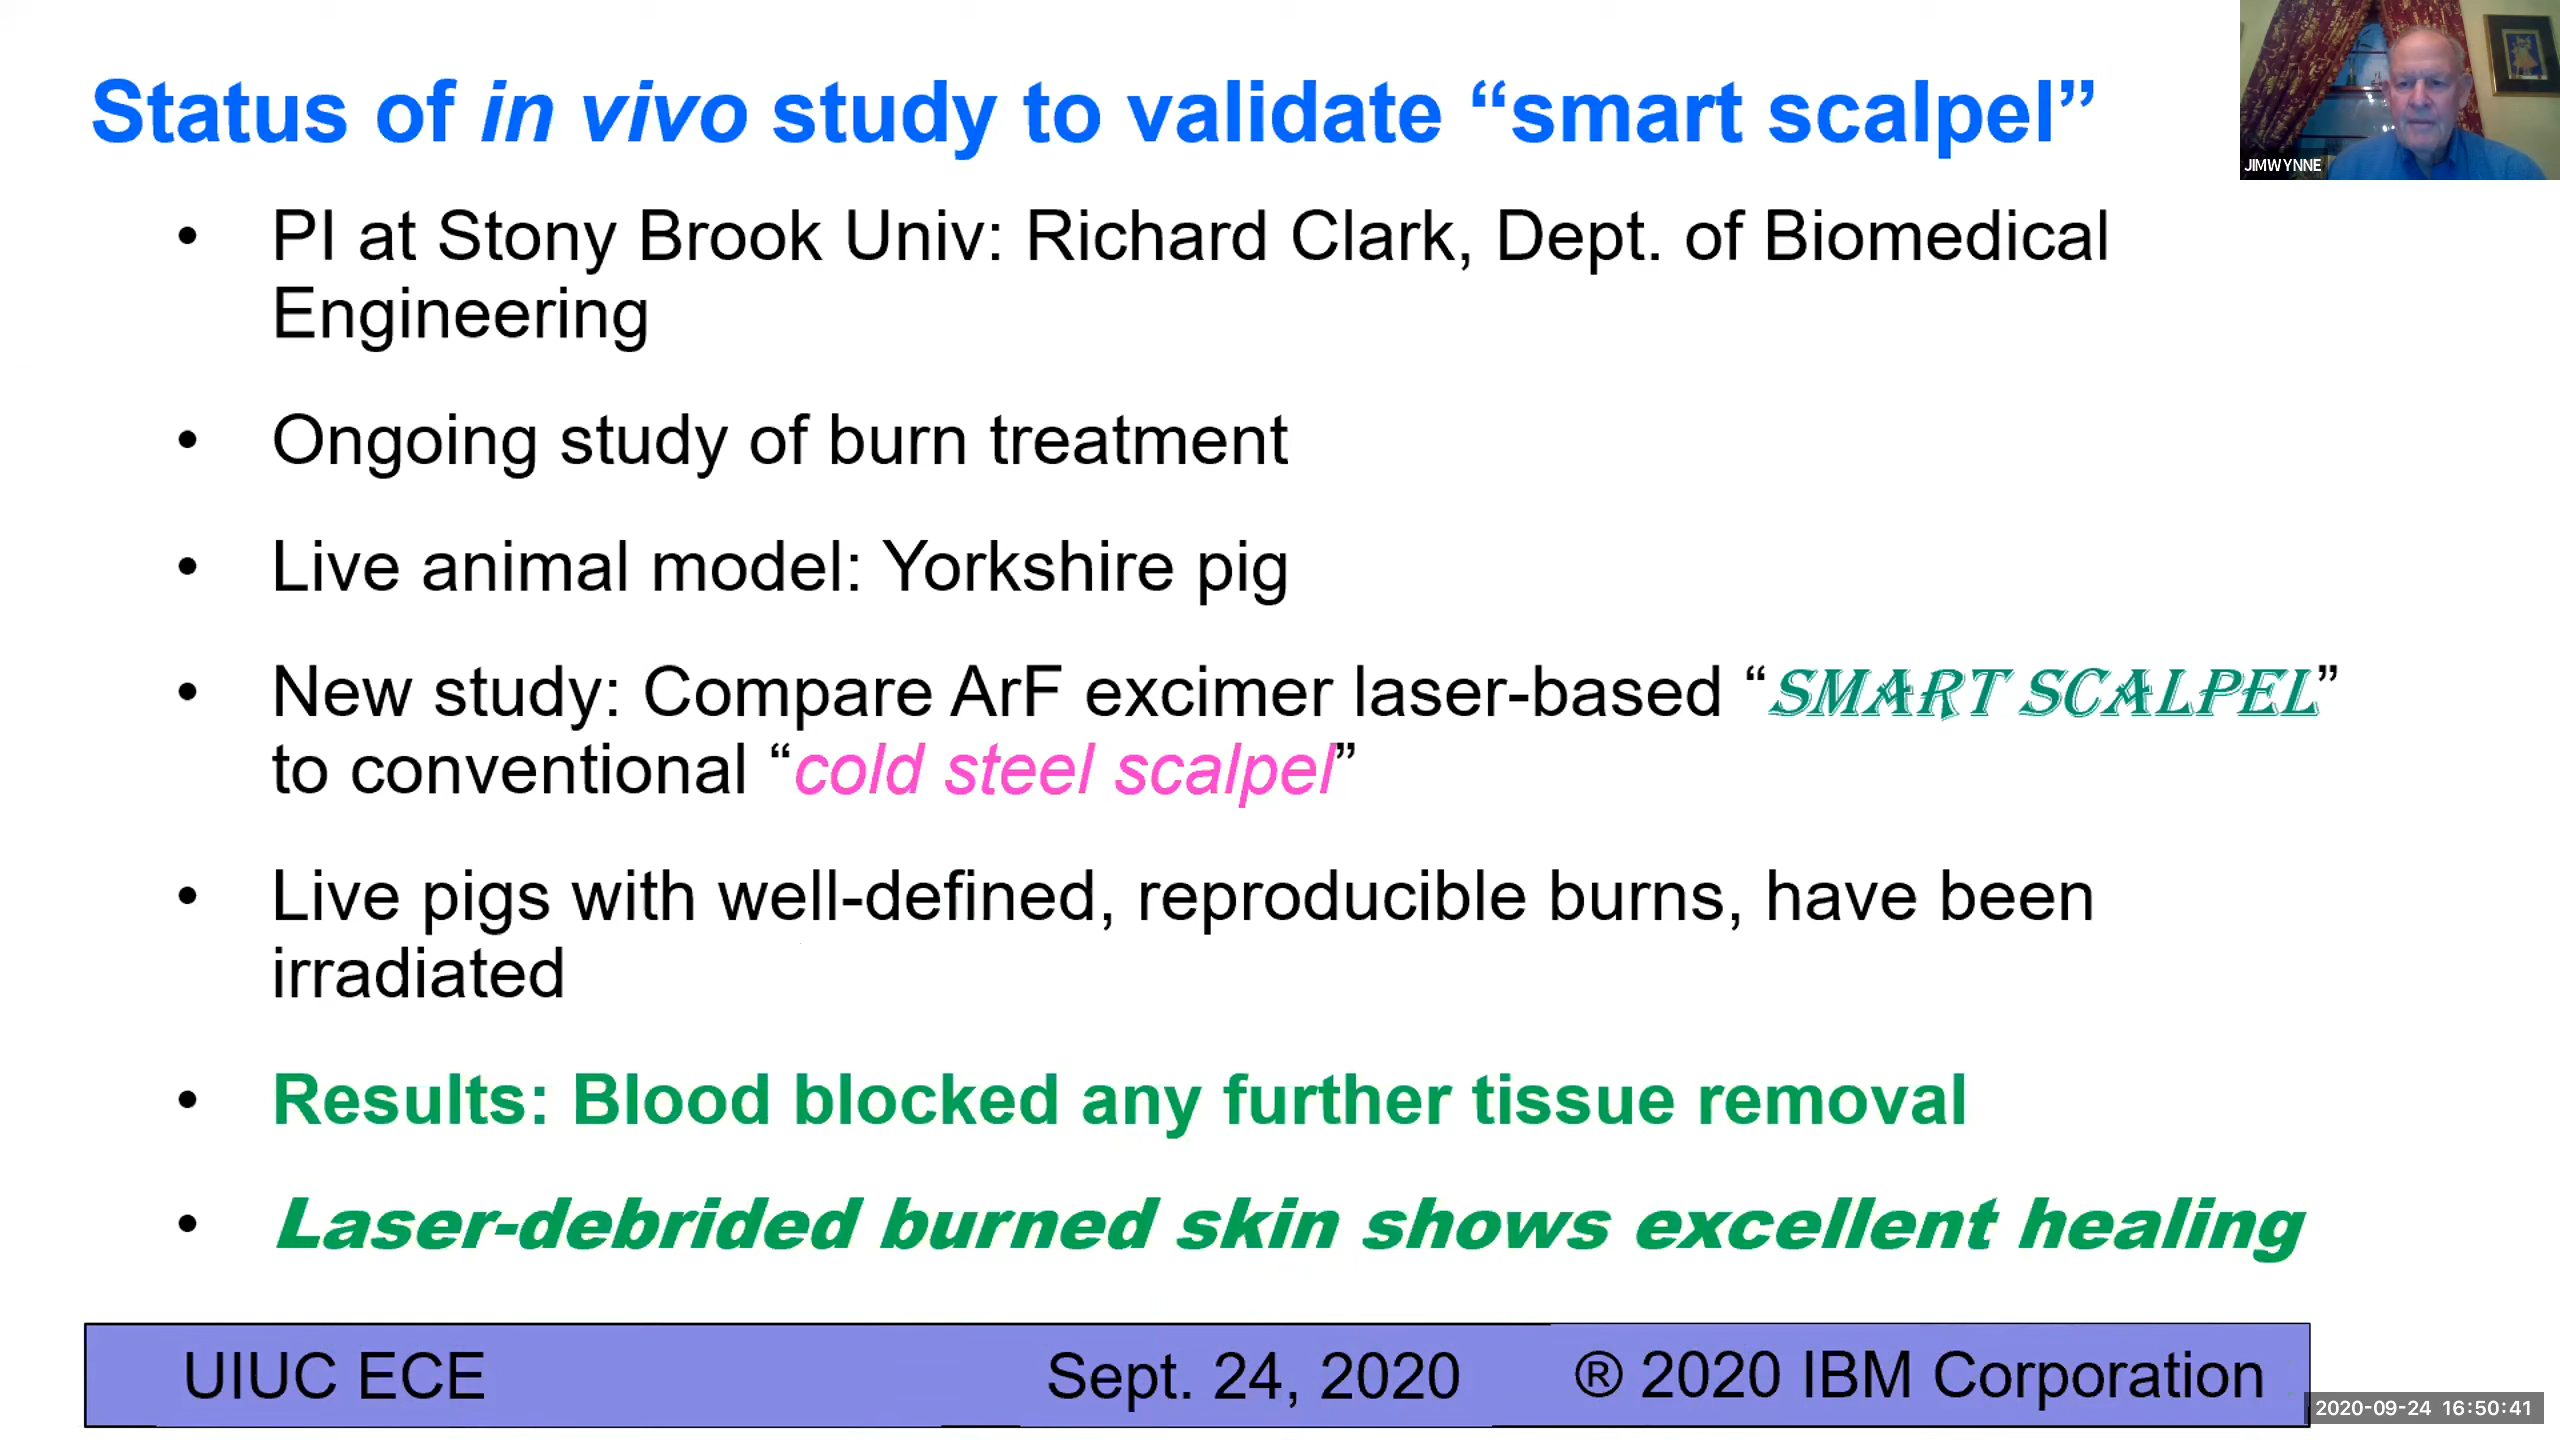 Status of in vivo study to validate “smart scalpel”
JIMWYNNE
• PI at Stony Brook Univ: Richard Clark, Dept. of Biomedical
Engineering
• Ongoing study of burn treatment
• Live animal model: Yorkshire pig
• New study: Compare ArF excimer laser-based “SMART SCALPEL”
to conventional “cold steel scalpel”
• Live pigs with well-defined, reproducible burns, have been
irradiated
• Results: Blood blocked any further tissue removal
• Laser-debrided burned skin shows excellent healing
UIUC ECE Sept. 24, 2020 ® 2020 IBM Corporation
2020-09-24 16:50:41